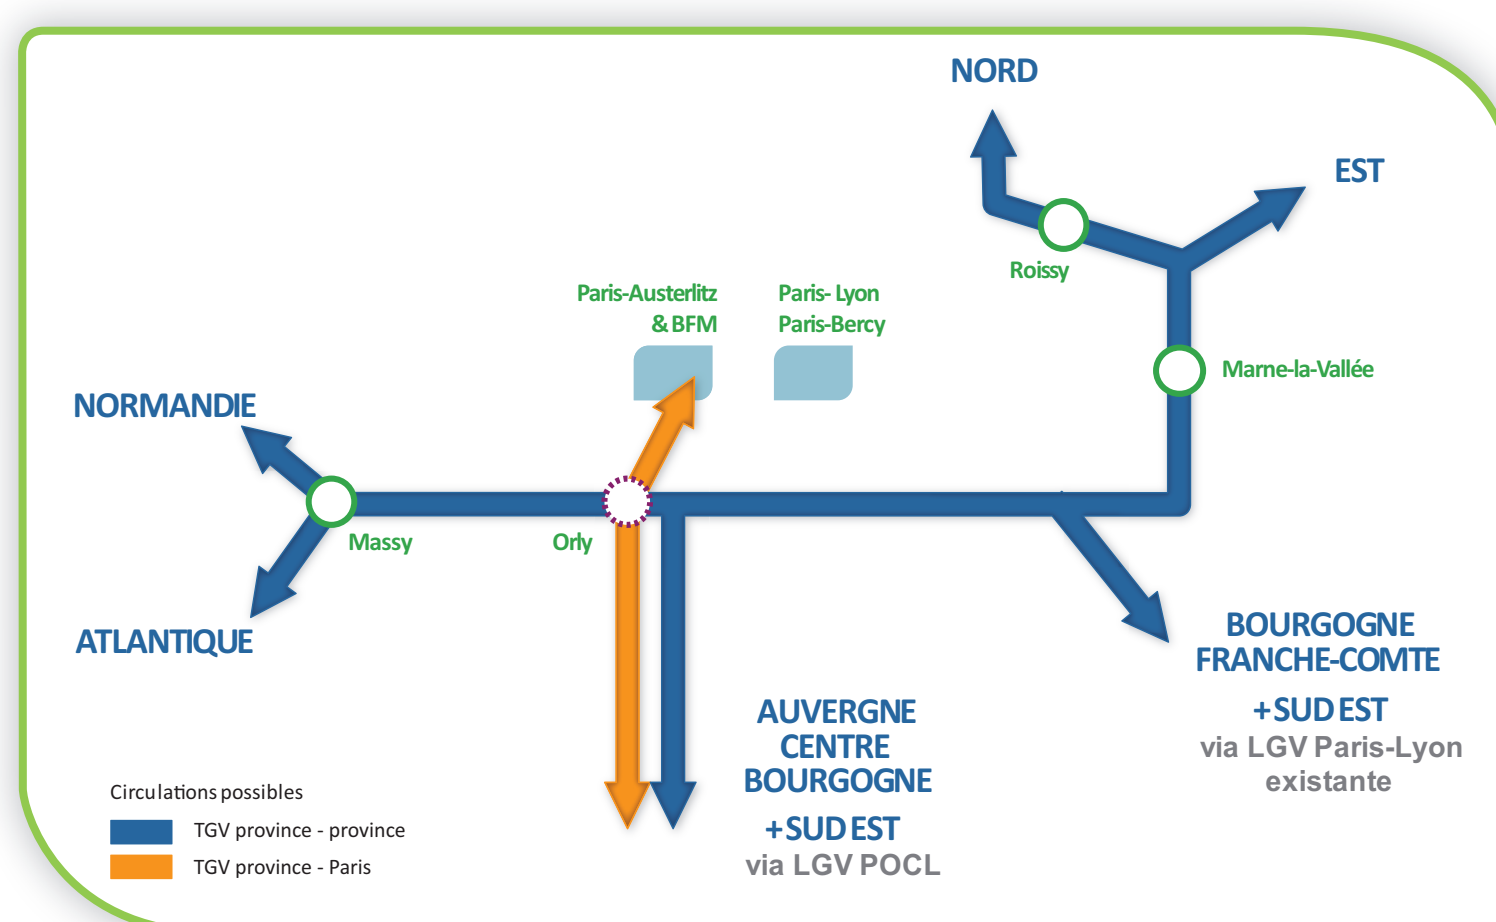 NORD
EST
Roissy
Paris-Austerlitz
& BFM
Paris- Lyon
Paris-Bercy
Marne-la-Vallée
NORMANDIE
Massy
Orly
ATLANTIQUE
BOURGOGNE
FRANCHE-COMTE
+ SUD EST
via LGV Paris-Lyon
existante
AUVERGNE
CENTRE
BOURGOGNE
+ SUD EST
via LGV POCL
Circulations possibles
TGV province - province
TGV province - Paris